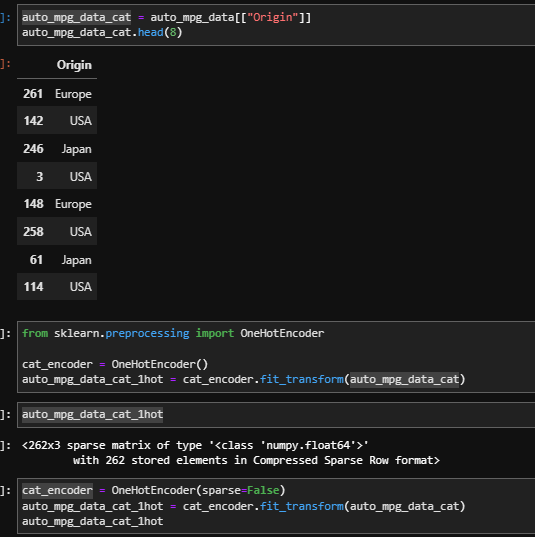 ]: auto_mpg_data_cat = auto_mpg_data[["Origin"]]
auto_mpg_data_cat.head(8)
]:
Origin
261 Europe
142 USA
246 Japan
3 USA
148 Europe
258 USA
61 Japan
114 USA
]: from sklearn.preprocessing import OneHotEncoder
cat_encoder = OneHotEncoder()
auto_mpg_data_cat_1hot = cat_encoder.fit_transform(auto_mpg_data_cat)
]: auto_mpg_data_cat_1hot
]: <262x3 sparse matrix of type '<class 'numpy.float64'>'
with 262 stored elements in Compressed Sparse Row format>
]: cat_encoder = OneHotEncoder(sparse=False)
auto_mpg_data_cat_1hot = cat_encoder.fit_transform(auto_mpg_data_cat)
auto_mpg_data_cat_1hot